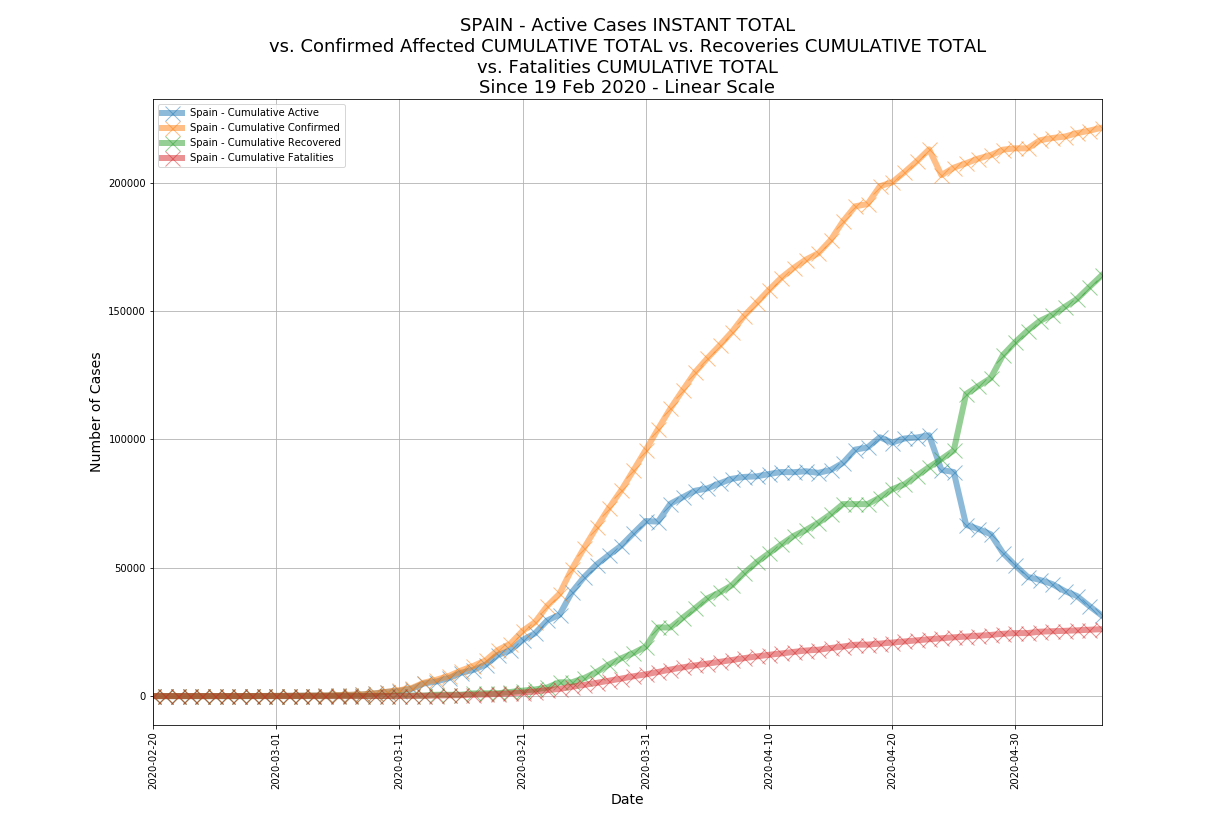 SPAIN - Active Cases INSTANT TOTAL
vs. Confirmed Affected CUMULATIVE TOTAL vs. Recoveries CUMULATIVE TOTAL
vs. Fatalities CUMULATIVE TOTAL
Since 19 Feb 2020 - Linear Scale
Spain - Cumulative Active
Spain - Cumulative Confirmed
Spain - Cumulative Recovered
Spain - Cumulative Fatalities
200000
150000
100000
50000
0
Number of Cases
2020-02-20
2020-03-01
2020-03-11
2020-03-21
2020-03-31
2020-04-10
2020-04-20
2020-04-30
Date